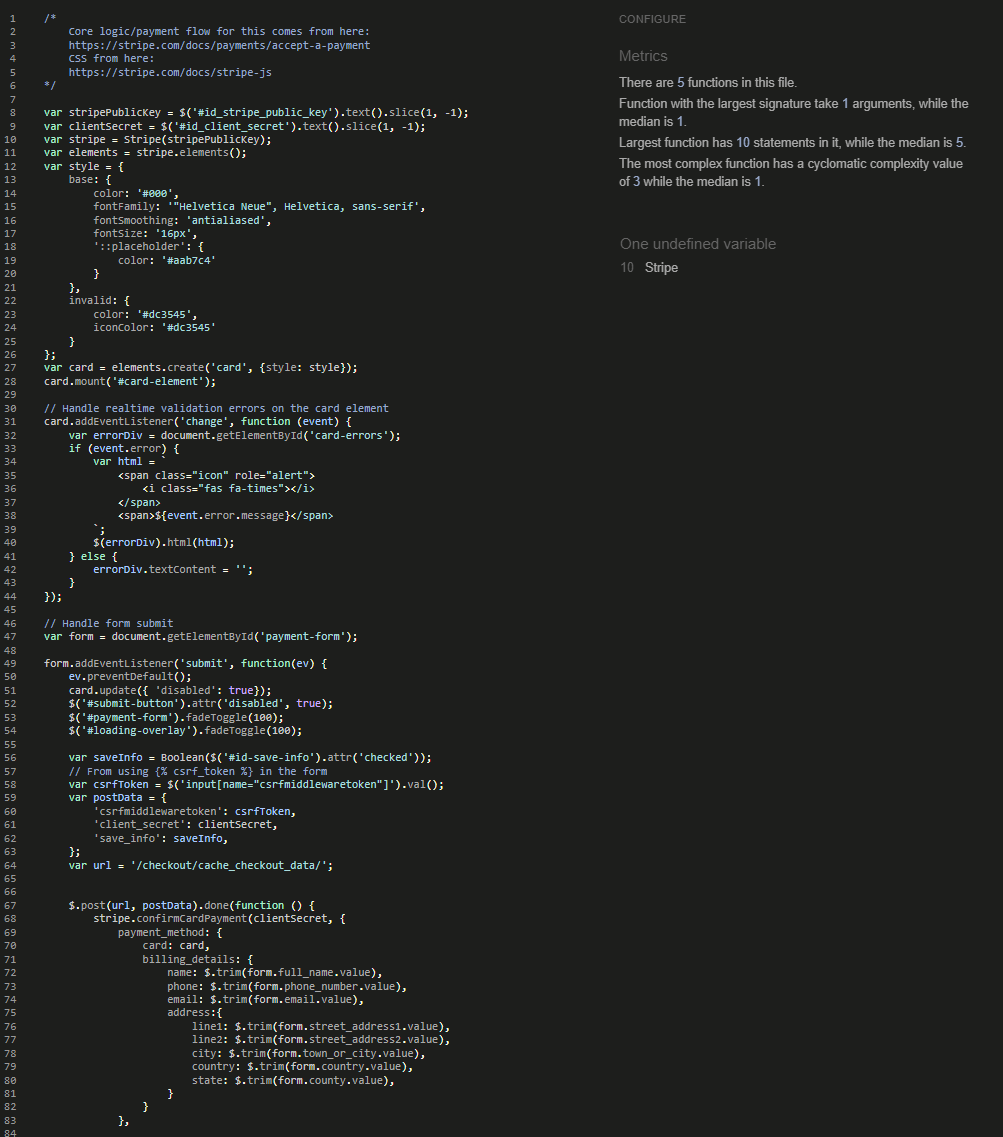 1 /*
2 Core logic/payment flow for this comes from here:
3 https://stripe.com/docs/payments/accept-a-payment
4 CSS from here:
5 https://stripe.com/docs/stripe-js
6 */
7
8 var stripePublicKey = $('#id_stripe_public_key').text().slice(1, -1);
9 var clientSecret = $('#id_client_secret').text().slice(1, -1);
10 var stripe = Stripe(stripePublicKey);
11 var elements = stripe.elements();
12 var style = {
13 base: {
14 color: '#000',
15 fontFamily: '"Helvetica Neue", Helvetica, sans-serif',
16 fontSmoothing: 'antialiased',
17 fontSize: '16px',
18 '::placeholder': {
19 color: '#aab7c4'
20 }
21 },
22 invalid: {
23 color: '#dc3545',
24 iconColor: '#dc3545'
25 }
26 };
27 var card = elements.create('card', {style: style});
28 card.mount('#card-element');
29
30 // Handle realtime validation errors on the card element
31 card.addEventListener('change', function (event) {
32 var errorDiv = document.getElementById('card-errors');
33 if (event.error) {
34 var html = `
35 <span class="icon" role="alert">
36 <i class="fas fa-times"></i>
37 </span>
38 <span>${event.error.message}</span>
39 `;
40 $(errorDiv).html(html);
41 } else {
42 errorDiv.textContent = '';
43 }
44 });
45
46 // Handle form submit
47 var form = document.getElementById('payment-form');
48
49 form.addEventListener('submit', function(ev) {
50 ev.preventDefault();
51 card.update({ 'disabled': true});
52 $('#submit-button').attr('disabled', true);
53 $('#payment-form').fadeToggle(100);
54 $('#loading-overlay').fadeToggle(100);
55
56 var saveInfo = Boolean($('#id-save-info').attr('checked'));
57 // From using {% csrf_token %} in the form
58 var csrfToken = $('input[name="csrfmiddlewaretoken"]').val();
59 var postData = {
60 'csrfmiddlewaretoken': csrfToken,
61 'client_secret': clientSecret,
62 'save_info': saveInfo,
63 };
64 var url = '/checkout/cache_checkout_data/';
65
66
67 $.post(url, postData).done(function () {
68 stripe.confirmCardPayment(clientSecret, {
69 payment_method: {
70 card: card,
71 billing_details: {
72 name: $.trim(form.full_name.value),
73 phone: $.trim(form.phone_number.value),
74 email: $.trim(form.email.value),
75 address:{
76 line1: $.trim(form.street_address1.value),
77 line2: $.trim(form.street_address2.value),
78 city: $.trim(form.town_or_city.value),
79 country: $.trim(form.country.value),
80 state: $.trim(form.county.value),
81 }
82 }
83 },
84
CONFIGURE
Metrics
There are 5 functions in this file.
Function with the largest signature take 1 arguments, while the
median is 1.
Largest function has 10 statements in it, while the median is 5.
The most complex function has a cyclomatic complexity value
of 3 while the median is 1.
One undefined variable
10 Stripe